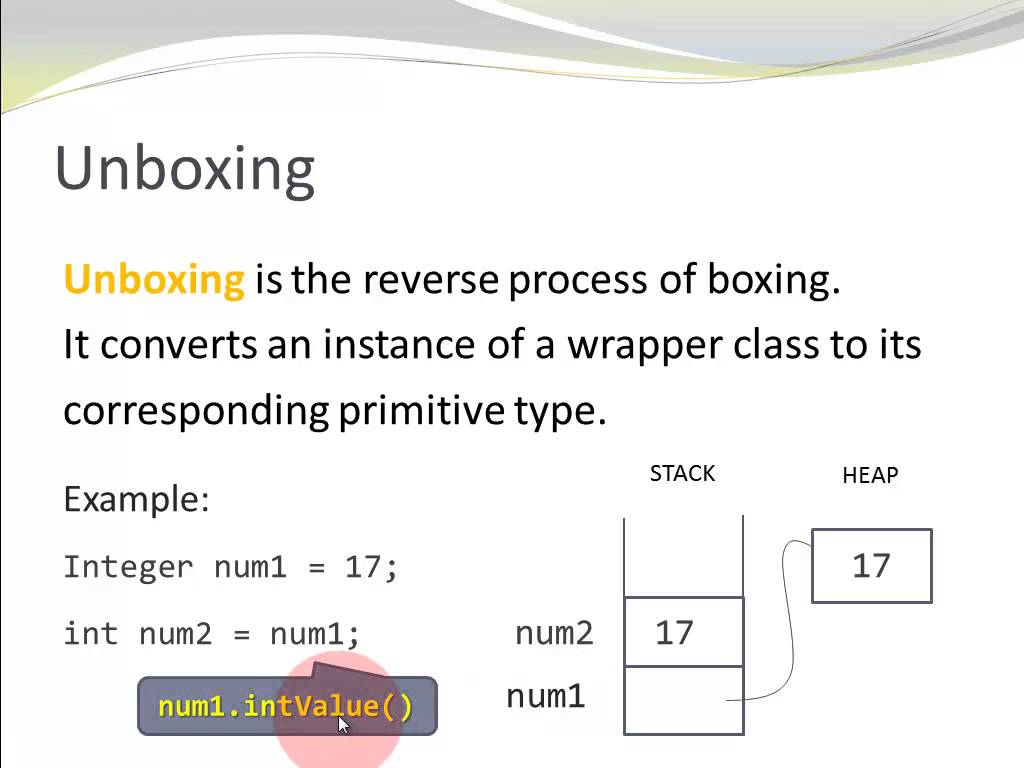 Unboxing
Unboxing is the reverse process of boxing.
It converts an instance of a wrapper class to its
corresponding primitive type.
Example:
Integer num1 = 17;
int num2 = num1;
num1.intValue()
STACK
HEAP
17
num2
17
num1